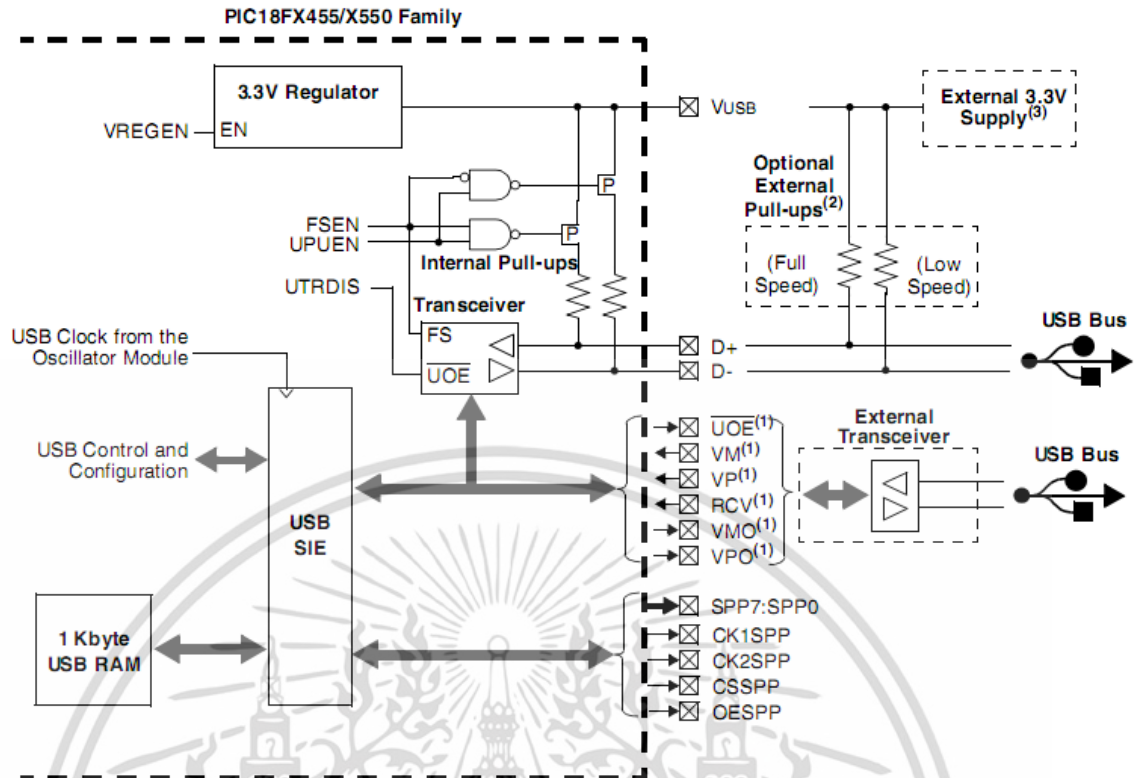 PIC18FX455/X550 Family
3.3V Regulator
VREGEN
EN
VUSB
External 3.3V
Supply(3)
Optional
External
Pull-ups(2)
P
P
FSEN
UPUEN
Internal Pull-ups
(Full
Speed)
(Low
Speed)
UTRDIS
Transceiver
FS
UOE
USB Clock from the
Oscillator Module
D+
D-
USB Bus
USB Control and
Configuration
UOE(1)
VM(1)
VP(1)
RCV(1)
VMO(1)
VPO(1)
External
Transceiver
USB Bus
USB
SIE
1 Kbyte
USB RAM
SPP7:SPP0
CK1SPP
CK2SPP
CSSPP
OESPP